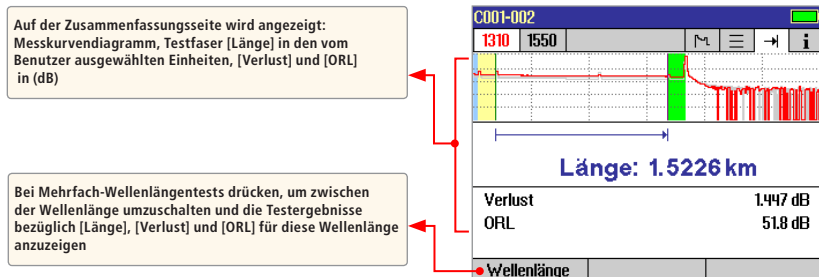 Auf der Zusammenfassungsseite wird angezeigt:
Messkurvendiagramm, Testfaser [Länge] in den vom
Benutzer ausgewählten Einheiten, [Verlust] und [ORL]
in (dB)
Bei Mehrfach-Wellenlängentests drücken, um zwischen
der Wellenlänge umzuschalten und die Testergebnisse
bezüglich [Länge], [Verlust] und [ORL] für diese Wellenlänge
anzuzeigen
C001-002
1310 1550 i
Länge: 1.5226 km
Verlust 1.447 dB
ORL 51.8 dB
Wellenlänge